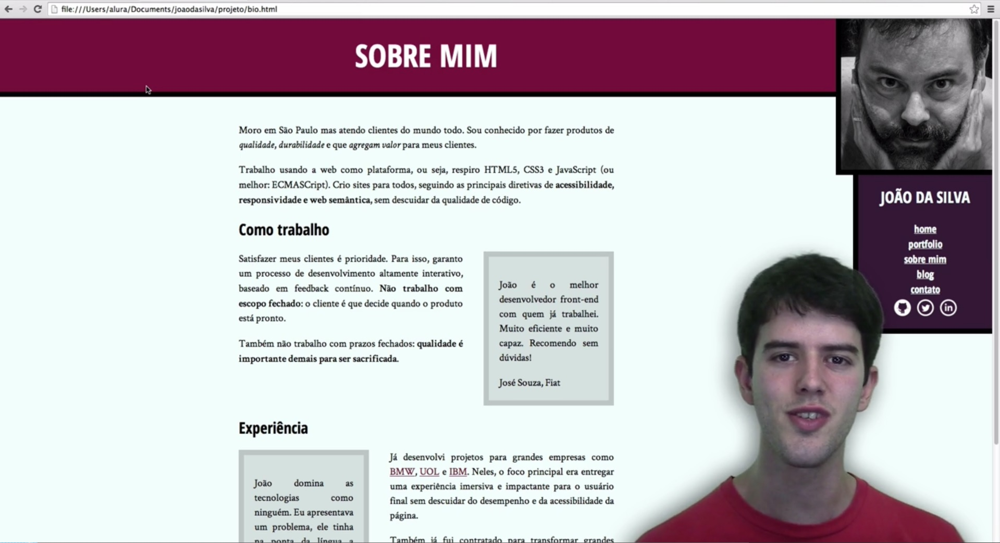 file:///Users/alura/Documents/joaodasilva/projeto/bio.html
SOBRE MIM
Moro em São Paulo mas atendo clientes do mundo todo. Sou conhecido por fazer produtos de
qualidade, durabilidade e que agregam valor para meus clientes.
Trabalho usando a web como plataforma, ou seja, respiro HTML5, CSS3 e JavaScript (ou
melhor: ECMASCript). Crio sites para todos, seguindo as principais diretivas de acessibilidade,
responsividade e web semântica, sem descuidar da qualidade de código.
Como trabalho
Satisfazer meus clientes é prioridade. Para isso, garanto
um processo de desenvolvimento altamente interativo,
baseado em feedback contínuo. Não trabalho com
escopo fechado: o cliente é que decide quando o produto
está pronto.
Também não trabalho com prazos fechados: qualidade é
importante demais para ser sacrificada.
João é o melhor
desenvolvedor front-end
com quem já trabalhei.
Muito eficiente e muito
capaz. Recomendo sem
dúvidas!
José Souza, Fiat
Experiência
João domina as
tecnologias como
ninguém. Eu apresentava
um problema, ele tinha
na ponta da língua a
Já desenvolvi projetos para grandes empresas como
BMW, UOL e IBM. Neles, o foco principal era entregar
uma experiência imersiva e impactante para o usuário
final sem descuidar do desempenho e da acessibilidade da
página.
Também já fui contratado para transformar grandes
JOÃO DA SILVA
home
portfolio
sobre mim
blog
contato
in